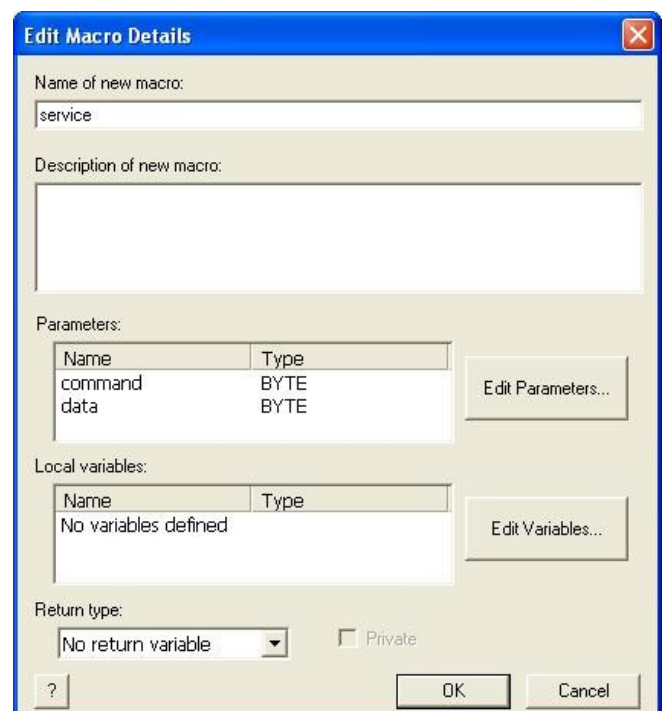 Edit Macro Details
Name of new macro:
service
Description of new macro:
Parameters:
Name Type
command BYTE
data BYTE
Edit Parameters...
Local variables:
Name Type
No variables defined
Edit Variables...
Return type:
No return variable
Private
?
OK
Cancel